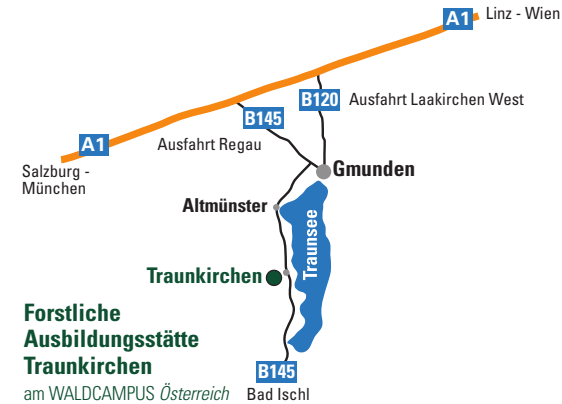 A1
Linz - Wien
B120
Ausfahrt Laakirchen West
B145
Ausfahrt Regau
A1
Salzburg -
München
Gmunden
Altmünster
Traunsee
Traunkirchen
Forstliche
Ausbildungsstätte
Traunkirchen
am WALDCAMPUS Österreich
B145
Bad Ischl